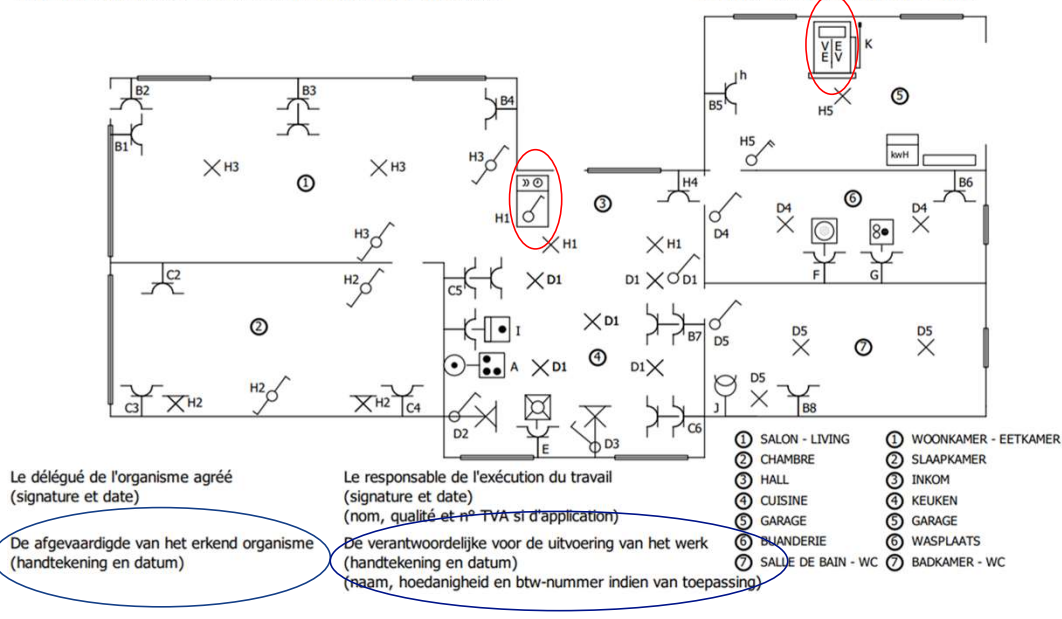 VE EV
K
B2
B3
B4
h
B5
H5
5
B1
H3
H3
H3
H5
kwH
1
H4
B6
3
6
H1
D4
D4
D4
H3
H1
H1
C2
H2
C5
D1
D1
D1
F
G
I
D1
B7
D5
D5
D5
2
4
7
A
D1
D1
D5
H2
J
C3
H2
H2
C4
B8
D2
D3
C6
E
1 SALON - LIVING
1 WOONKAMER - EETKAMER
2 CHAMBRE
2 SLAAPKAMER
3 HALL
3 INKOM
4 CUISINE
4 KEUKEN
5 GARAGE
5 GARAGE
6 BUANDERIE
6 WASPLAATS
7 SALLE DE BAIN - WC
7 BADKAMER - WC
Le délégué de l'organisme agréé
(signature et date)
Le responsable de l'exécution du travail
(signature et date)
(nom, qualité et n° TVA si d'application)
De afgevaardigde van het erkend organisme
(handtekening en datum)
De verantwoordelijke voor de uitvoering van het werk
(handtekening en datum)
(naam, hoedanigheid en btw-nummer indien van toepassing)